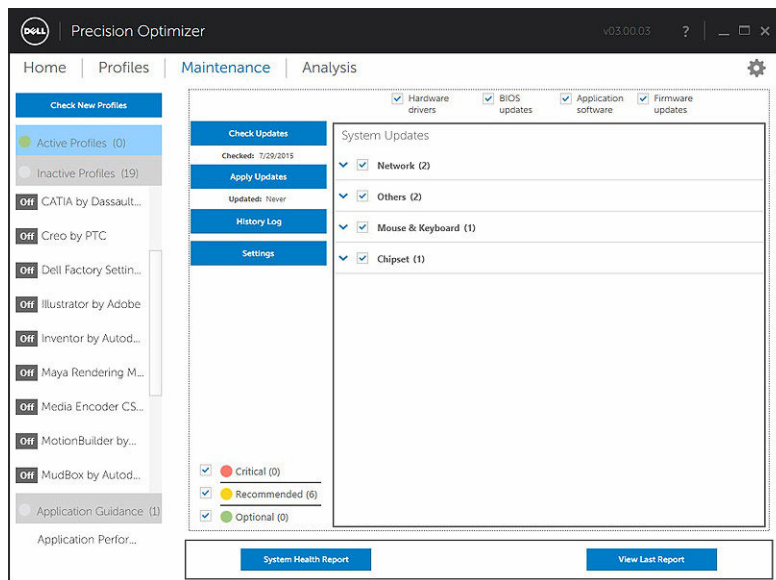 DELL Precision Optimizer v03.00.03 ?
Home Profiles Maintenance Analysis
Check New Profiles
Active Profiles (0)
Inactive Profiles (19)
Off CATIA by Dassault...
Off Creo by PTC
Off Dell Factory Settin...
Off Illustrator by Adobe
Off Inventor by Autod...
Off Maya Rendering M...
Off Media Encoder CS...
Off MotionBuilder by...
Off MudBox by Autod...
Application Guidance (1)
Application Perfor...
Hardware drivers
BIOS updates
Application software
Firmware updates
Check Updates
Checked: 7/29/2015
Apply Updates
Updated: Never
History Log
Settings
Critical (0)
Recommended (6)
Optional (0)
System Updates
Network (2)
Others (2)
Mouse & Keyboard (1)
Chipset (1)
System Health Report
View Last Report